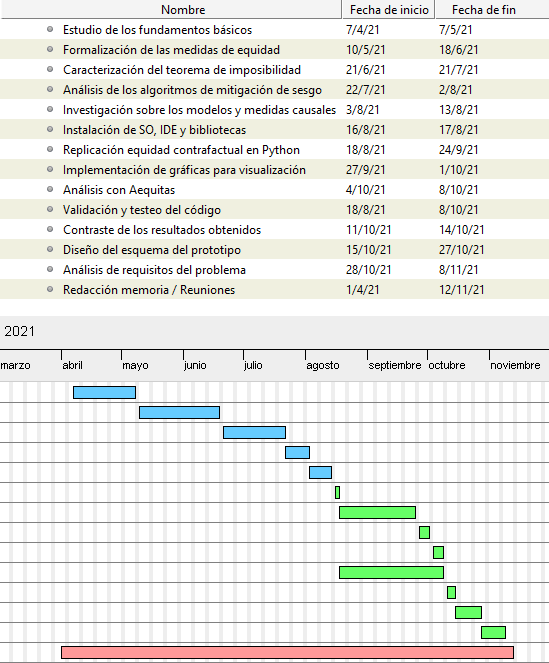 Nombre Fecha de inicio Fecha de fin
Estudio de los fundamentos básicos 7/4/21 7/5/21
Formalización de las medidas de equidad 10/5/21 18/6/21
Caracterización del teorema de imposibilidad 21/6/21 21/7/21
Análisis de los algoritmos de mitigación de sesgo 22/7/21 2/8/21
Investigación sobre los modelos y medidas causales 3/8/21 13/8/21
Instalación de SO, IDE y bibliotecas 16/8/21 17/8/21
Replicación equidad contrafactual en Python 18/8/21 24/9/21
Implementación de gráficas para visualización 27/9/21 1/10/21
Análisis con Aequitas 4/10/21 8/10/21
Validación y testeo del código 18/8/21 8/10/21
Contraste de los resultados obtenidos 11/10/21 14/10/21
Diseño del esquema del prototipo 15/10/21 27/10/21
Análisis de requisitos del problema 28/10/21 8/11/21
Redacción memoria / Reuniones 1/4/21 12/11/21
2021
marzo abril mayo junio julio agosto septiembre octubre noviembre